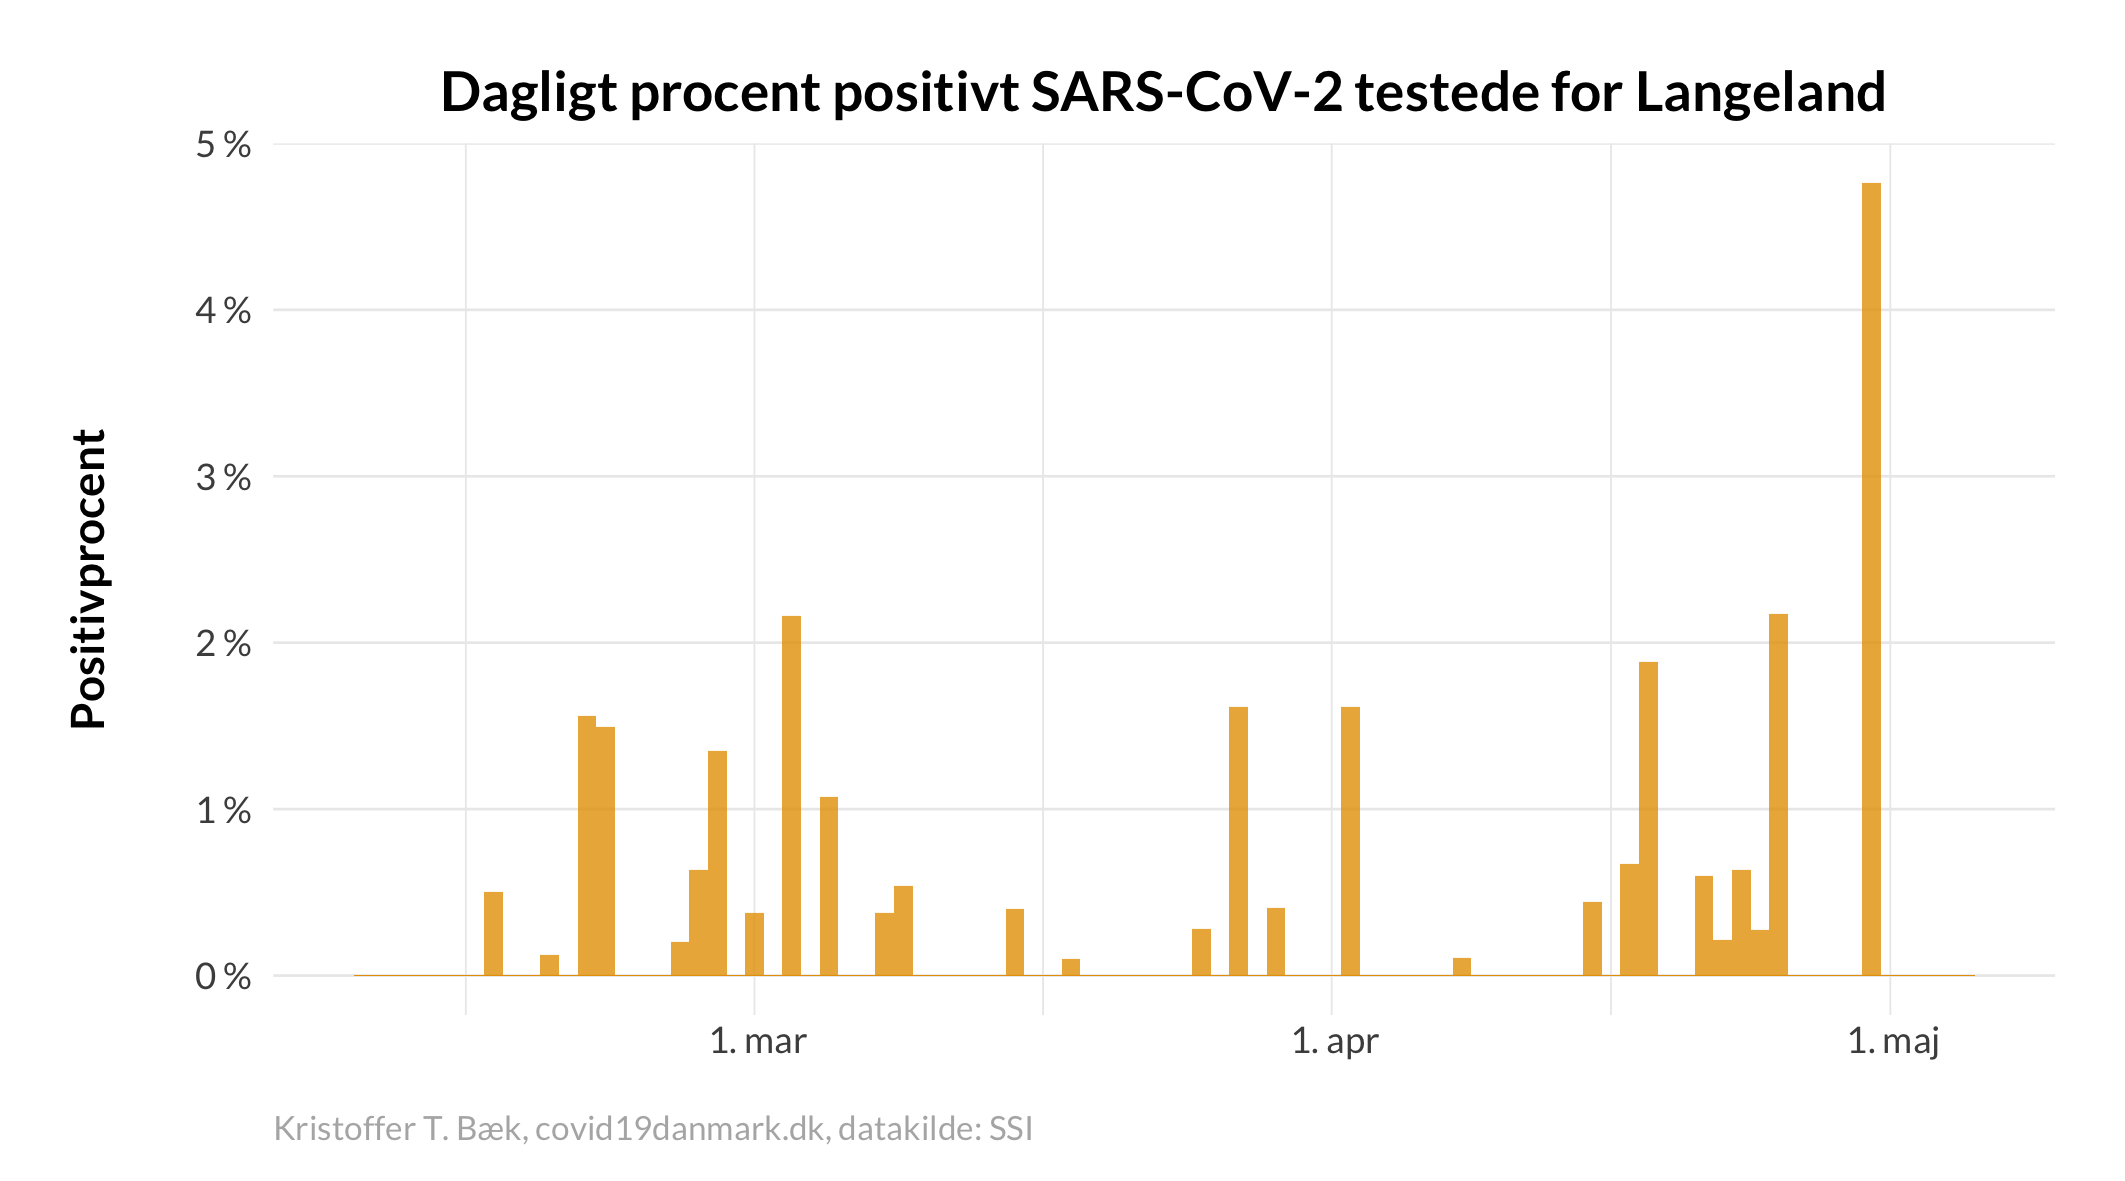 Dagligt procent positivt SARS-CoV-2 testede for Langeland
5 %
4 %
3 %
2 %
1 %
0 %
Positivprocent
1. mar
1. apr
1. maj
Kristoffer T. Bæk, covid19danmark.dk, datakilde: SSI